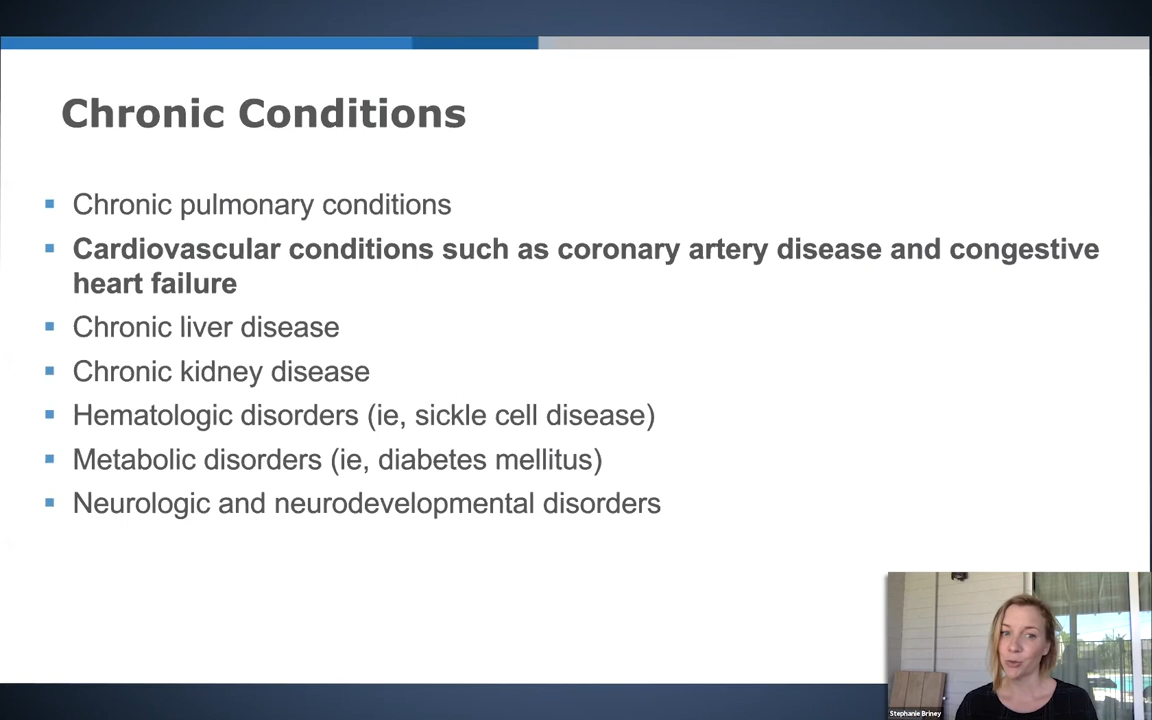 Chronic Conditions
Chronic pulmonary conditions
Cardiovascular conditions such as coronary artery disease and congestive
heart failure
Chronic liver disease
Chronic kidney disease
Hematologic disorders (ie, sickle cell disease)
Metabolic disorders (ie, diabetes mellitus)
Neurologic and neurodevelopmental disorders
Stephanie Briney